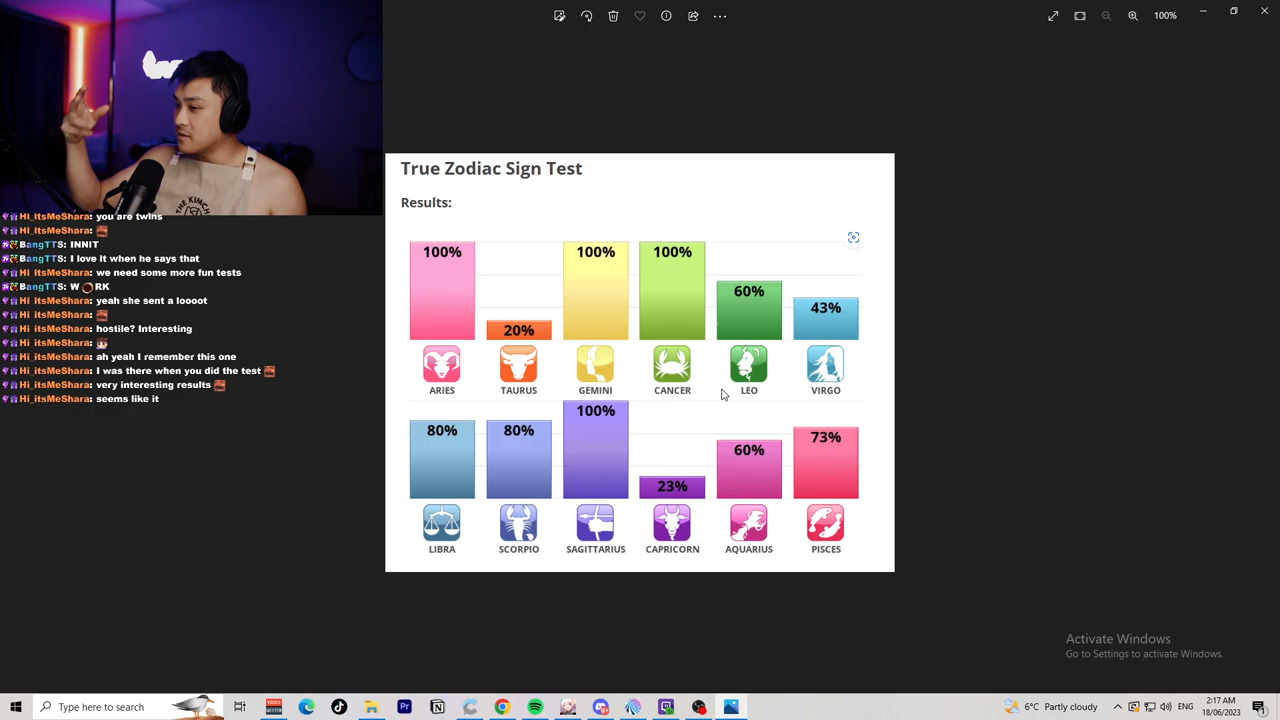 100%
THE KIMCH
HI_itsMeShara: you are twins
HI_itsMeShara:
BangTTS: INNIT
BangTTS: I love it when he says that
HI_itsMeShara: we need some more fun tests
BangTTS: W RK
HI_itsMeShara: yeah she sent a loooot
HI_itsMeShara:
HI_itsMeShara: hostile? Interesting
HI_itsMeShara:
HI_itsMeShara: ah yeah I remember this one
HI_itsMeShara: I was there when you did the test
HI_itsMeShara: very interesting results
HI_itsMeShara: seems like it
True Zodiac Sign Test
Results:
100% 100% 100% 60% 43%
20%
ARIES TAURUS GEMINI CANCER LEO VIRGO
80% 80% 100% 60% 73%
23%
LIBRA SCORPIO SAGITTARIUS CAPRICORN AQUARIUS PISCES
Activate Windows
Go to Settings to activate Windows.
Type here to search
Pr
6°C Partly cloudy
ENG
2:17 AM
18/06/2023